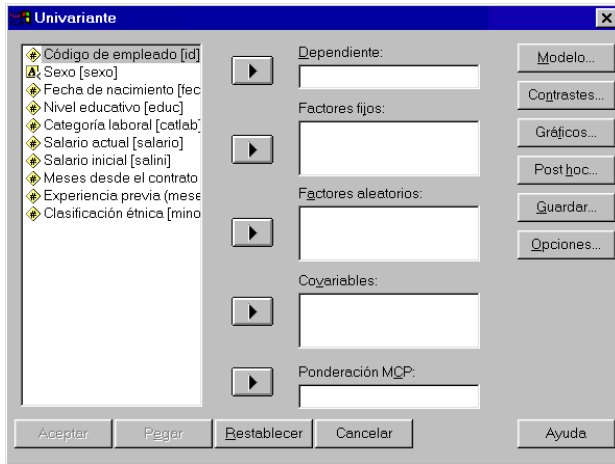 Univariante
Código de empleado [id]
Sexo [sexo]
Fecha de nacimiento [fec
Nivel educativo [educ]
Categoría laboral [catlab]
Salario actual [salario]
Salario inicial [salini]
Meses desde el contrato
Experiencia previa (mese
Clasificación étnica [mino
Dependiente:
Factores fijos:
Factores aleatorios:
Covariables:
Ponderación MCP:
Modelo...
Contrastes...
Gráficos...
Post hoc...
Guardar...
Opciones...
Aceptar
Pegar
Restablecer
Cancelar
Ayuda